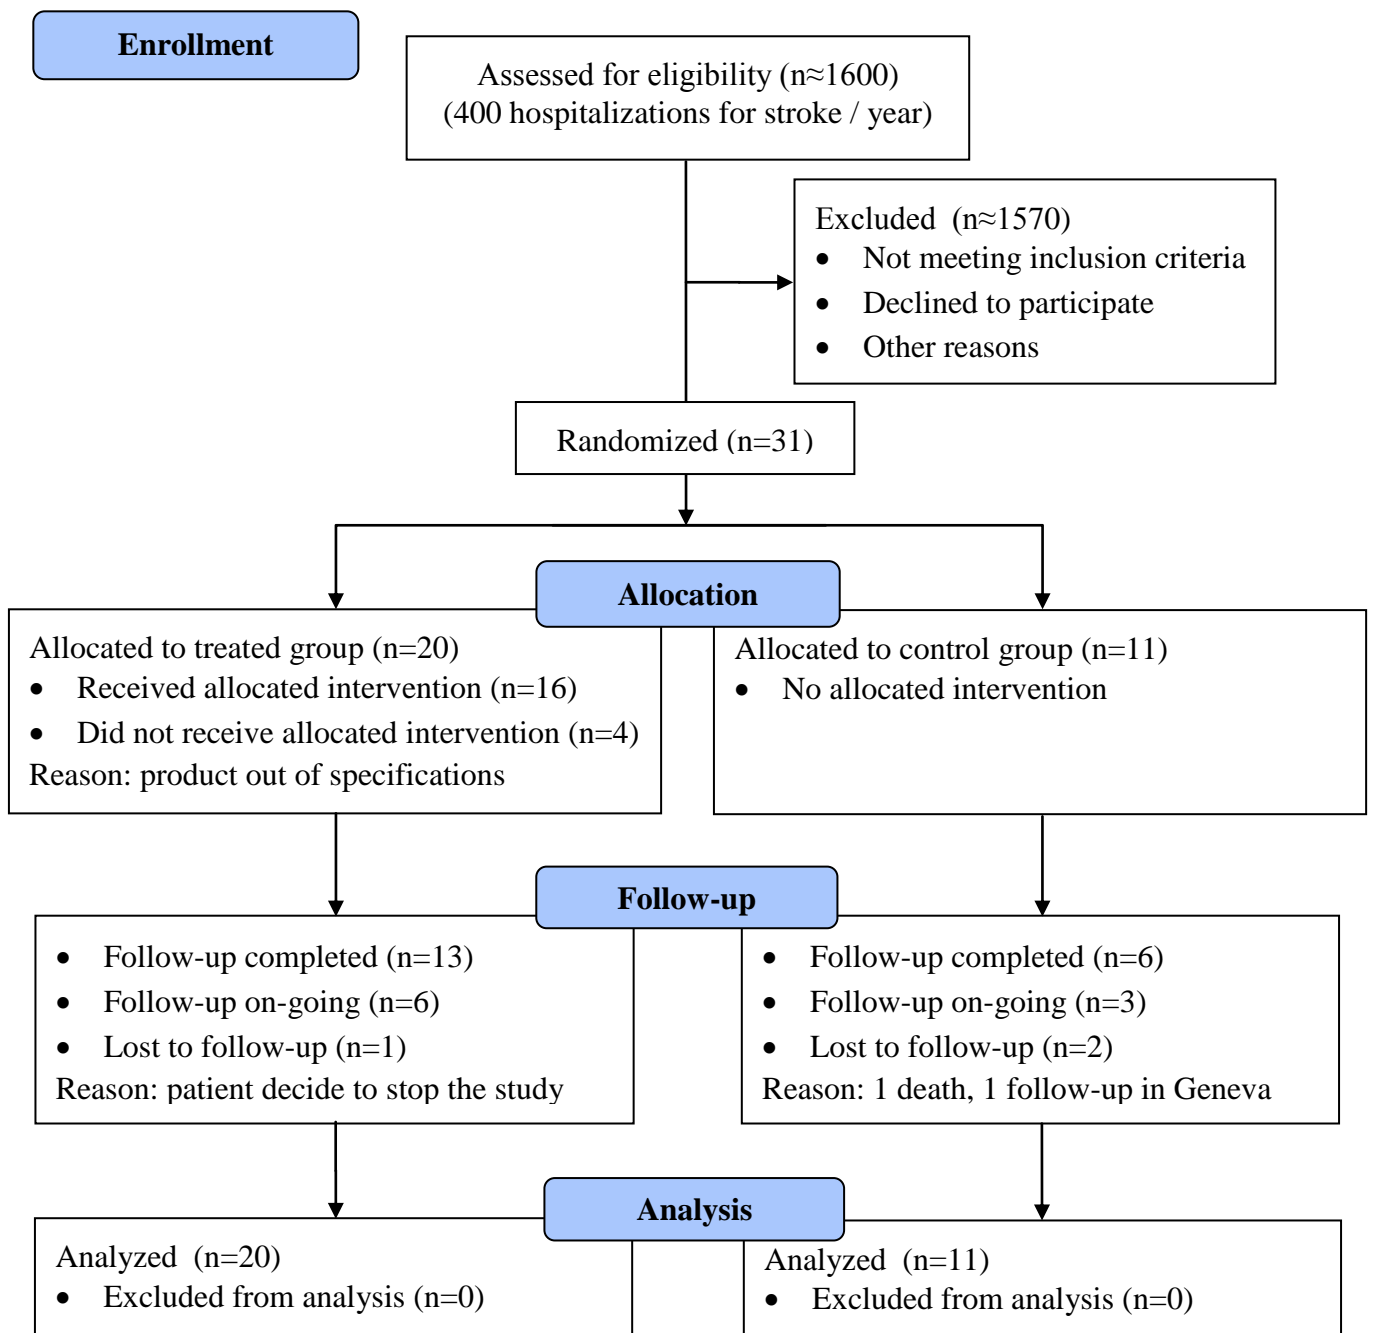 Enrollment
Assessed for eligibility (n≈1600)
(400 hospitalizations for stroke / year)
Excluded (n≈1570)
• Not meeting inclusion criteria
• Declined to participate
• Other reasons
Randomized (n=31)
Allocation
Allocated to treated group (n=20)
• Received allocated intervention (n=16)
• Did not receive allocated intervention (n=4)
Reason: product out of specifications
Allocated to control group (n=11)
• No allocated intervention
Follow-up
• Follow-up completed (n=13)
• Follow-up on-going (n=6)
• Lost to follow-up (n=1)
Reason: patient decide to stop the study
• Follow-up completed (n=6)
• Follow-up on-going (n=3)
• Lost to follow-up (n=2)
Reason: 1 death, 1 follow-up in Geneva
Analysis
Analyzed (n=20)
• Excluded from analysis (n=0)
Analyzed (n=11)
• Excluded from analysis (n=0)